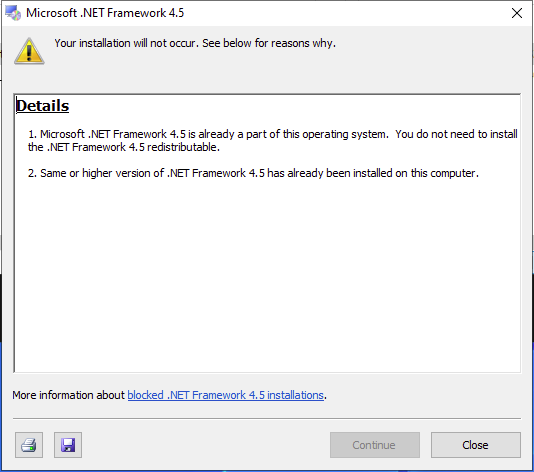 Microsoft .NET Framework 4.5
Your installation will not occur. See below for reasons why.
Details
1. Microsoft .NET Framework 4.5 is already a part of this operating system.  You do not need to install
the .NET Framework 4.5 redistributable.
2. Same or higher version of .NET Framework 4.5 has already been installed on this computer.
More information about blocked .NET Framework 4.5 installations.
Continue
Close